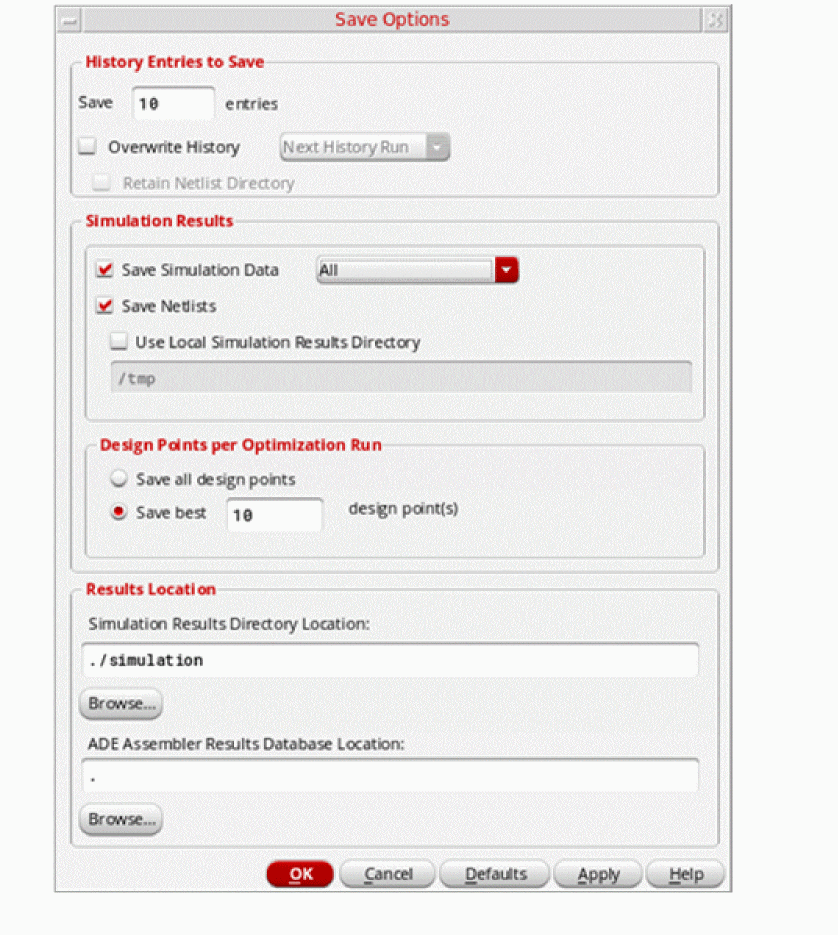 Save Options
History Entries to Save
Save 10 entries
Overwrite History Next History Run
Retain Netlist Directory
Simulation Results
Save Simulation Data All
Save Netlists
Use Local Simulation Results Directory
/tmp
Design Points per Optimization Run
Save all design points
Save best 10 design point(s)
Results Location
Simulation Results Directory Location:
./simulation
Browse...
ADE Assembler Results Database Location:
.
Browse...
OK Cancel Defaults Apply Help